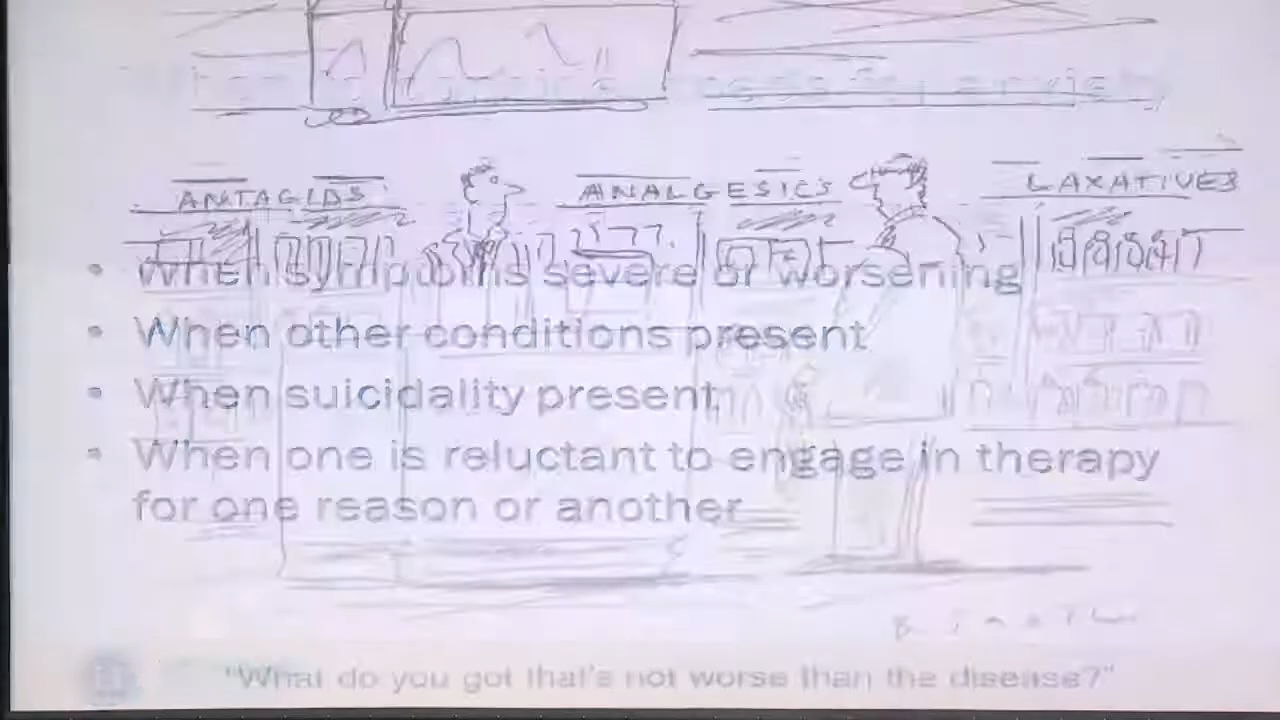 ANTACIDS ANALGESICS LAXATIVES
• When symptoms severe or worsening
• When other conditions present
• When suicidality present
• When one is reluctant to engage in therapy
for one reason or another
"What do you got that's not worse than the disease?"